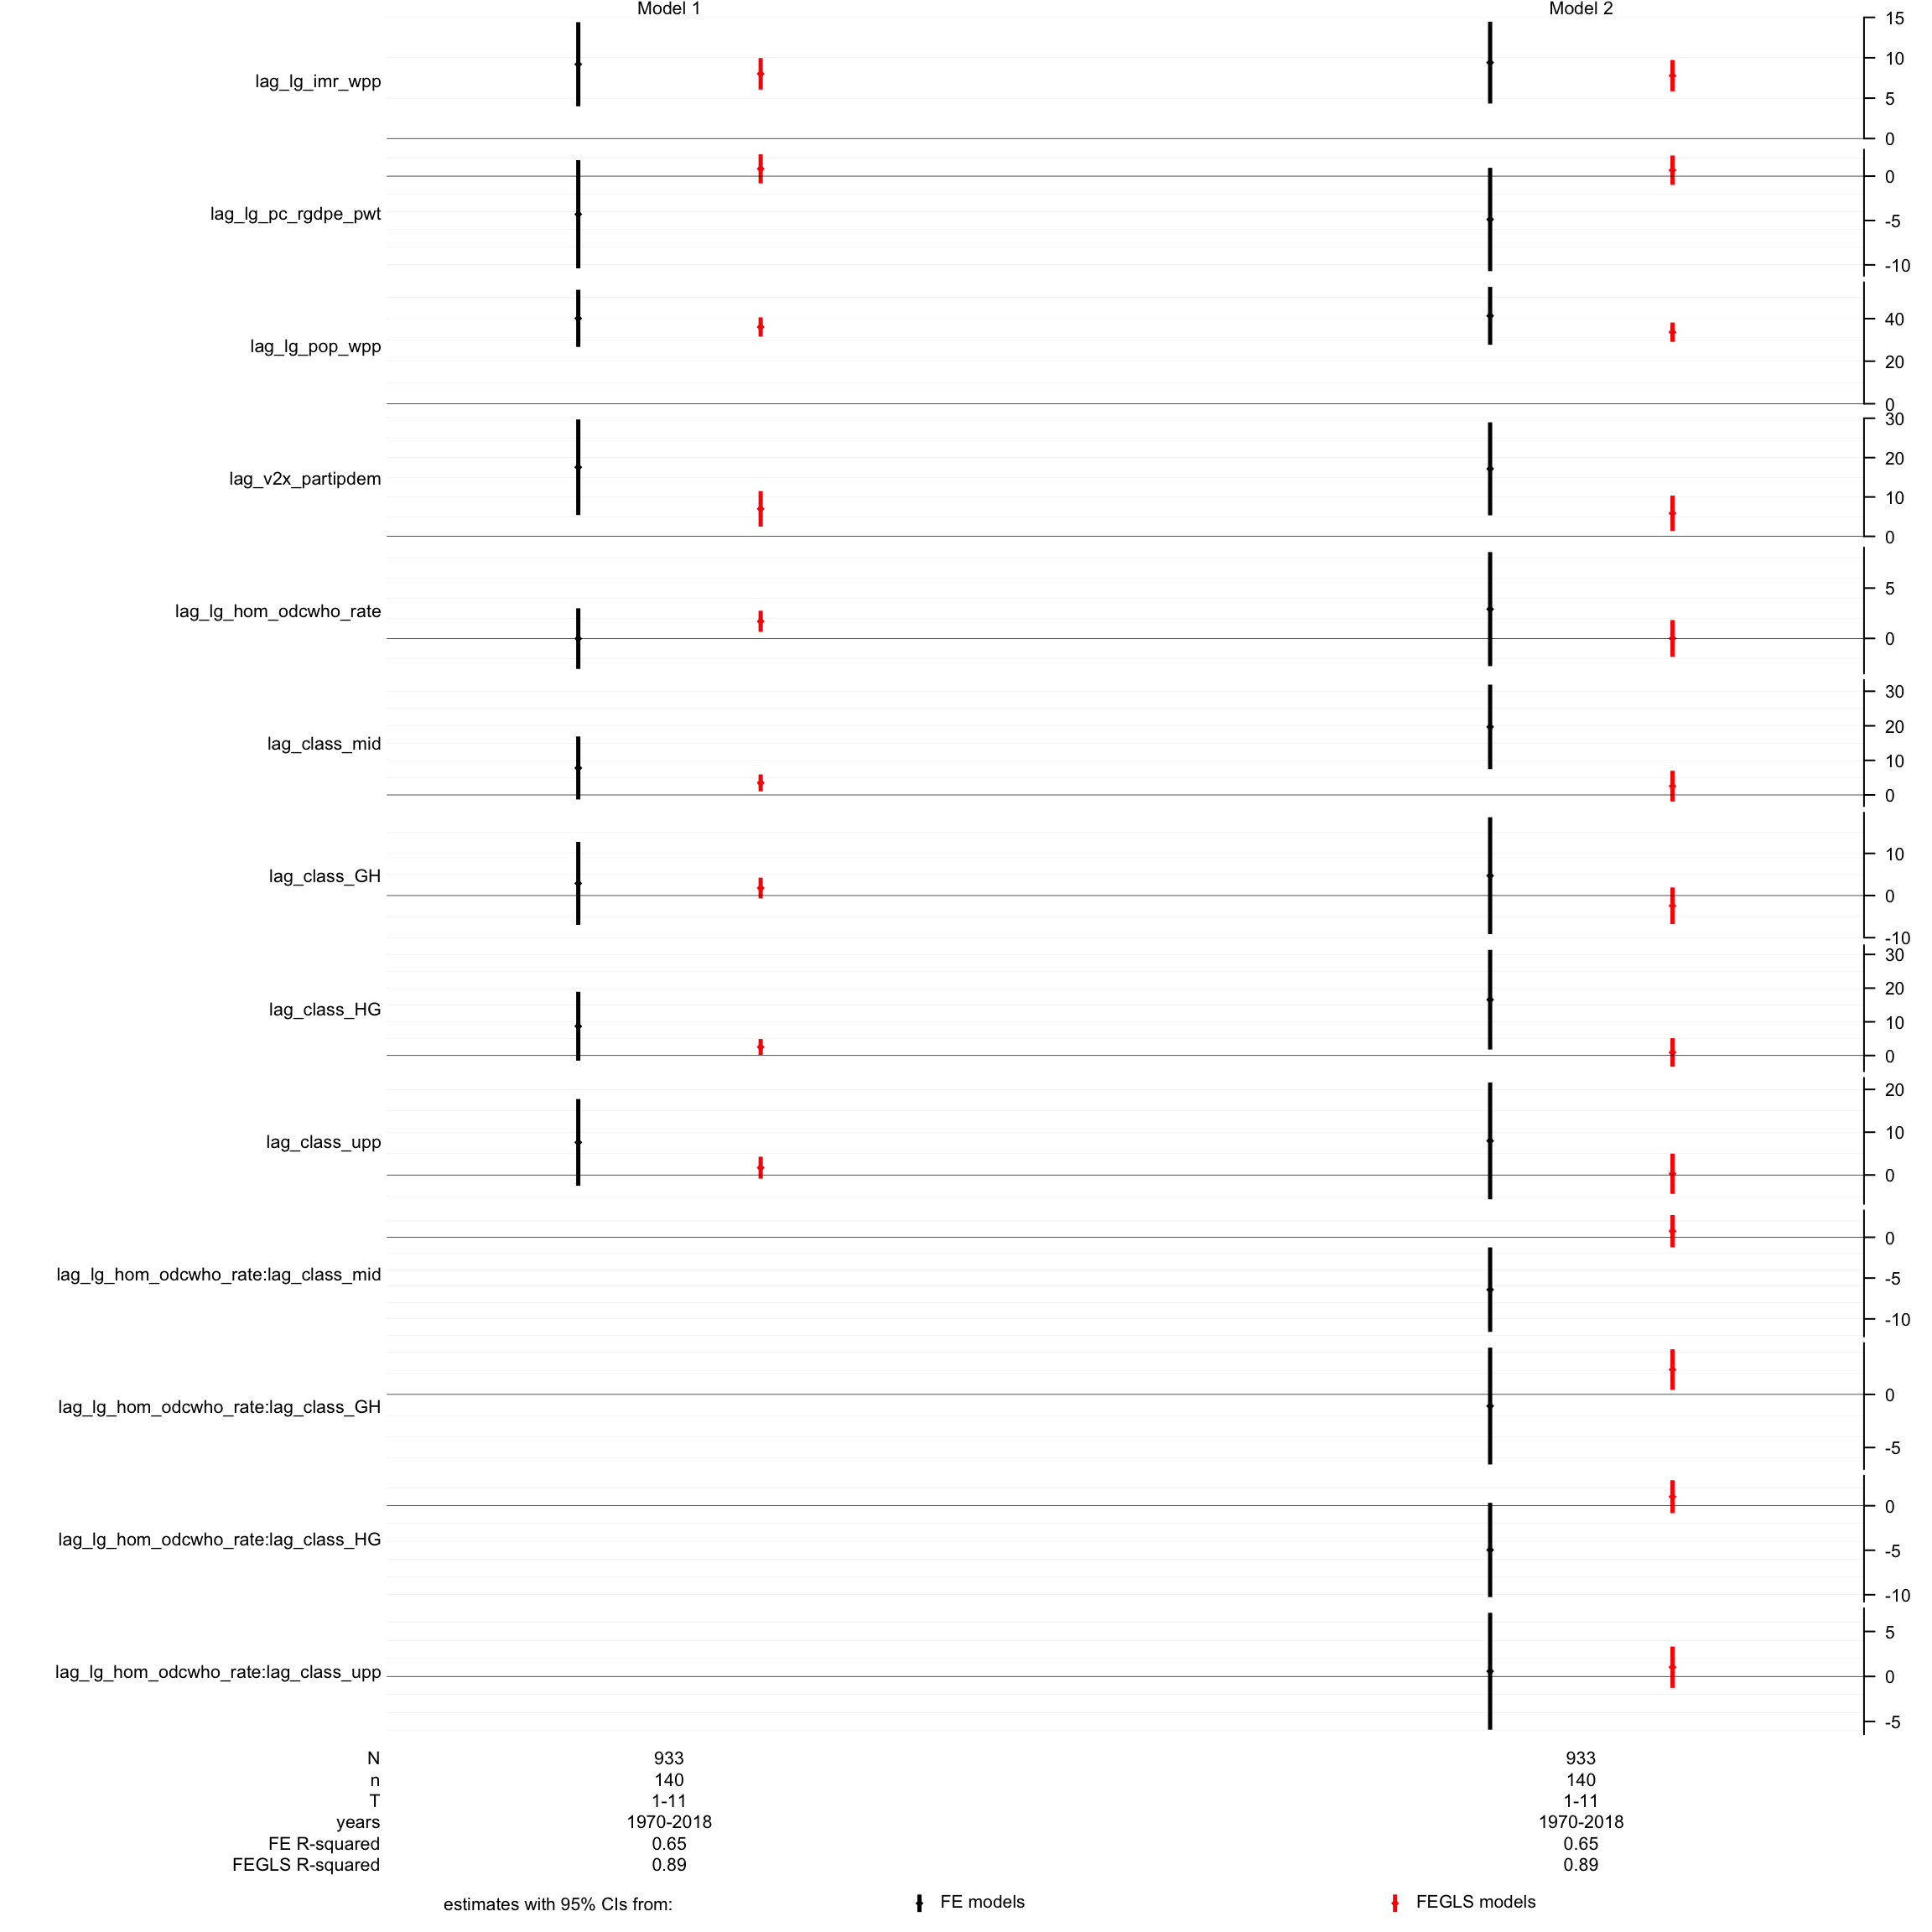 Model 1 Model 2
15
lag_lg_imr_wpp 10
5
0
0
lag_lg_pc_rgdpe_pwt -5
-10
40
lag_lg_pop_wpp 20
0
30
20
lag_v2x_partipdem 10
0
5
lag_lg_hom_odcwho_rate 0
30
20
lag_class_mid 10
0
10
lag_class_GH 0
-10
30
20
lag_class_HG 10
0
20
lag_class_upp 10
0
0
lag_lg_hom_odcwho_rate:lag_class_mid -5
-10
0
lag_lg_hom_odcwho_rate:lag_class_GH -5
0
lag_lg_hom_odcwho_rate:lag_class_HG -5
-10
5
lag_lg_hom_odcwho_rate:lag_class_upp 0
-5
N 933 933
n 140 140
T 1-11 1-11
years 1970-2018 1970-2018
FE R-squared 0.65 0.65
FEGLS R-squared 0.89 0.89
estimates with 95% CIs from: FE models FEGLS models